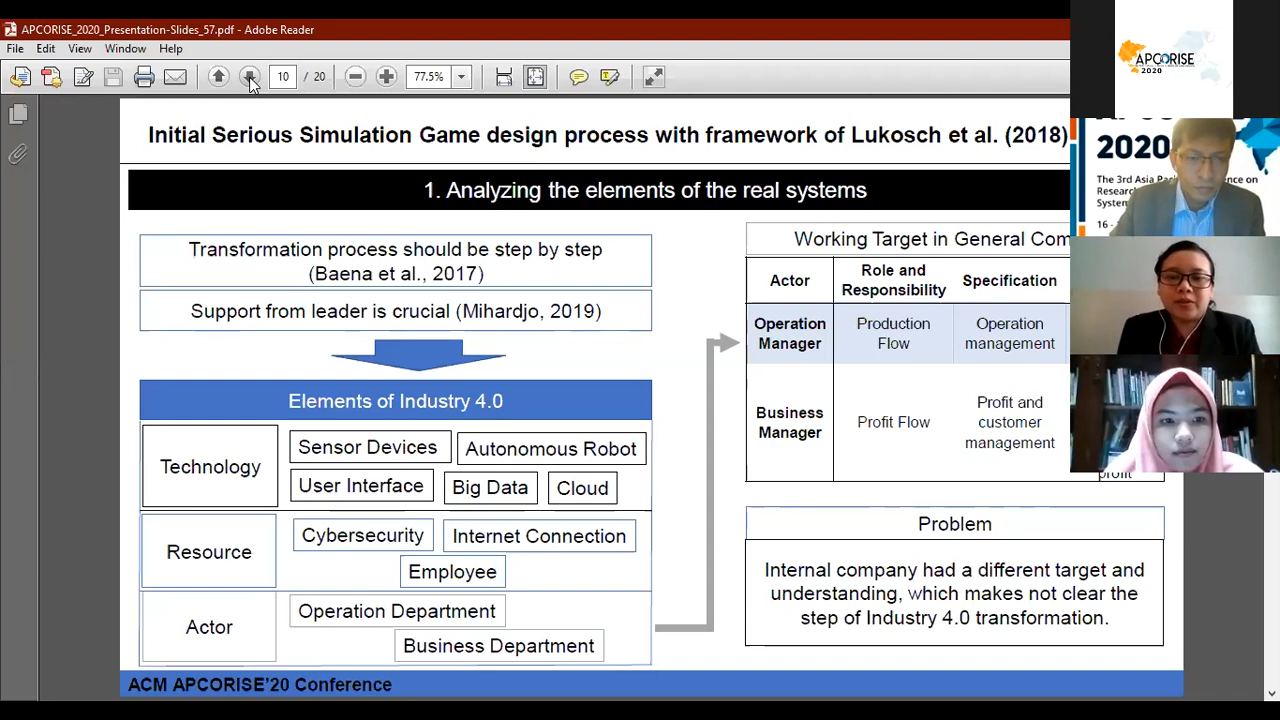 APCORISE_2020_Presentation-Slides_57.pdf - Adobe Reader
File Edit View Window Help
10 / 20 77.5%
Initial Serious Simulation Game design process with framework of Lukosch et al. (2018)
1. Analyzing the elements of the real systems
Transformation process should be step by step
(Baena et al., 2017)
Support from leader is crucial (Mihardjo, 2019)
Elements of Industry 4.0
Technology
Sensor Devices
Autonomous Robot
User Interface
Big Data
Cloud
Resource
Cybersecurity
Internet Connection
Employee
Actor
Operation Department
Business Department
Working Target in General
Actor
Role and
Responsibility
Specification
Operation
Manager
Production
Flow
Operation
management
Business
Manager
Profit Flow
Profit and
customer
management
profit
Problem
Internal company had a different target and
understanding, which makes not clear the
step of Industry 4.0 transformation.
ACM APCORISE'20 Conference
APCORISE
2020
2020
The 3rd Asia
16 -